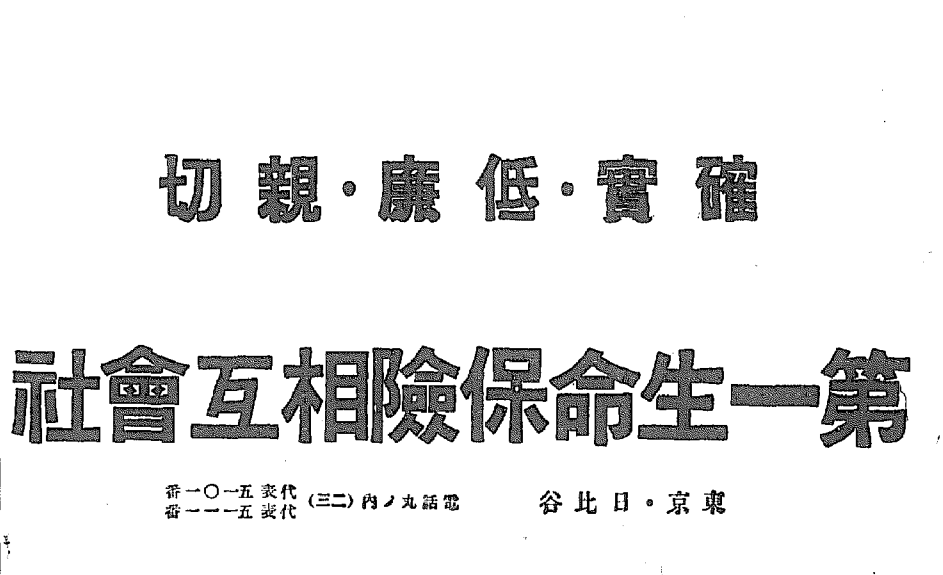 確實・低廉・親切
第一生命保險相互會社
東京・日比谷
電話丸ノ内(二三)
代表五一〇一番
代表五一一一番